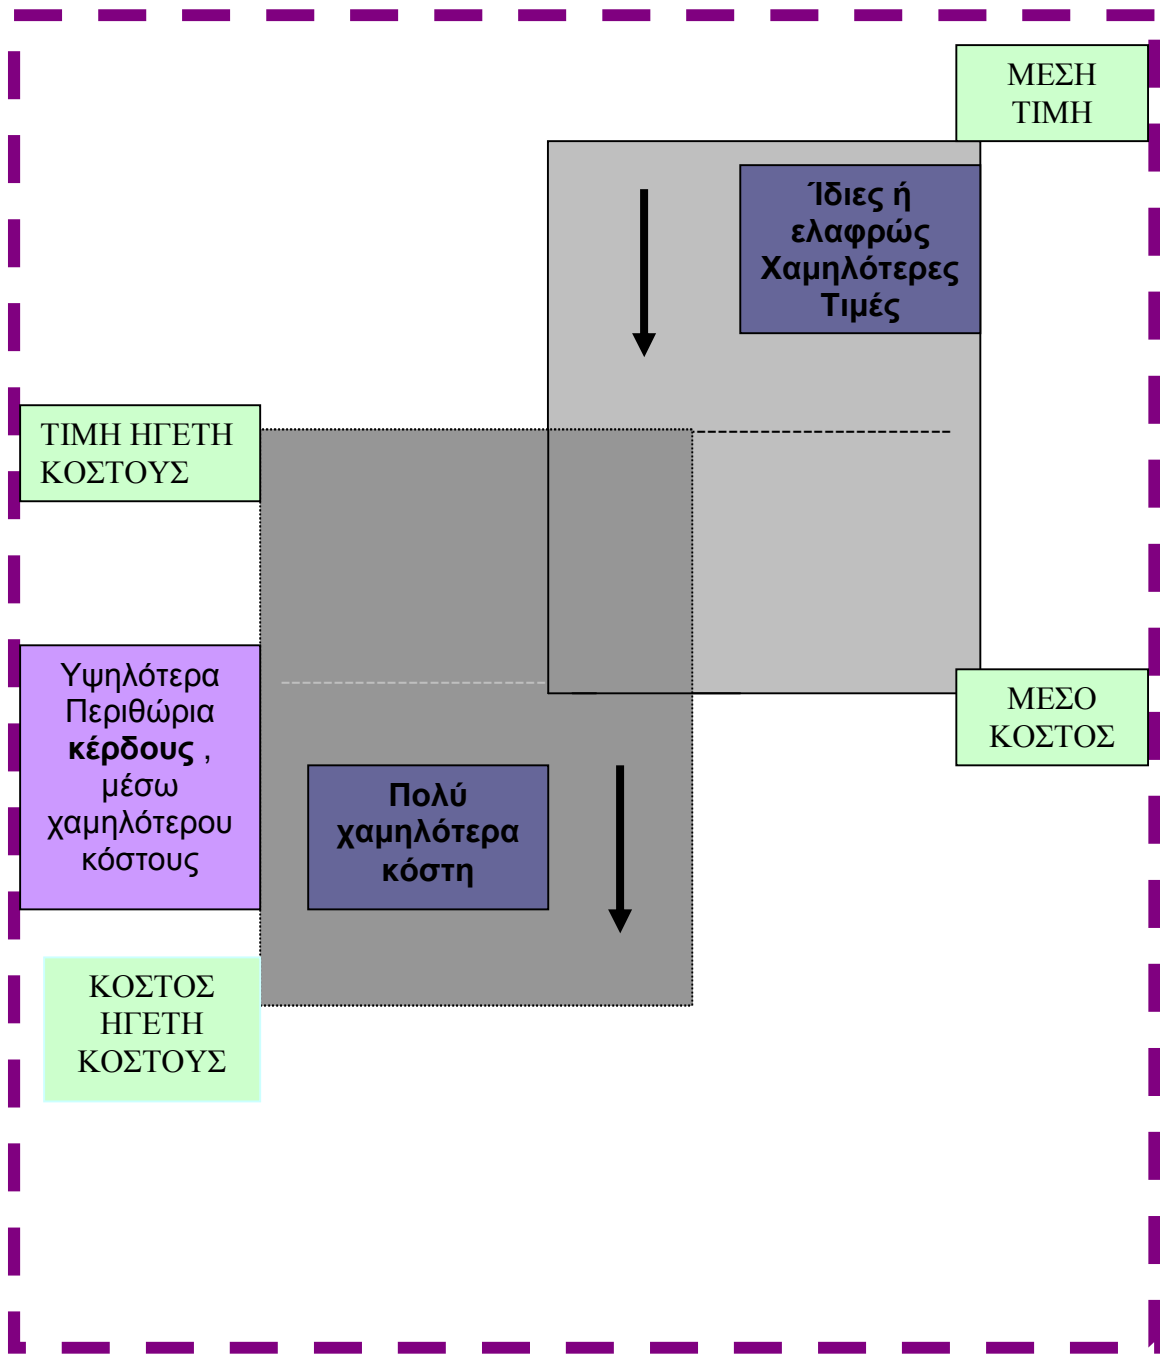 ΜΕΣΗ
ΤΙΜΗ
Ίδιες ή
ελαφρώς
Χαμηλότερες
Τιμές
ΤΙΜΗ ΗΓΕΤΗ
ΚΟΣΤΟΥΣ
Υψηλότερα
Περιθώρια
κέρδους ,
μέσω
χαμηλότερου
κόστους
ΜΕΣΟ
ΚΟΣΤΟΣ
Πολύ
χαμηλότερα
κόστη
ΚΟΣΤΟΣ
ΗΓΕΤΗ
ΚΟΣΤΟΥΣ